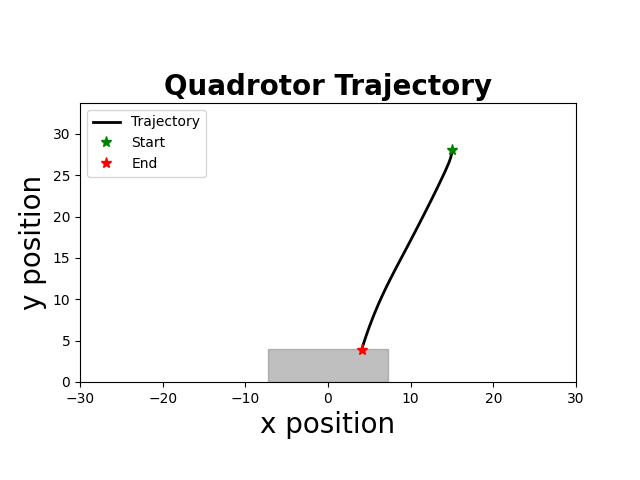 Quadrotor Trajectory
Trajectory
Start
End
y position
30
25
20
15
10
5
0
−30
−20
−10
0
10
20
30
x position